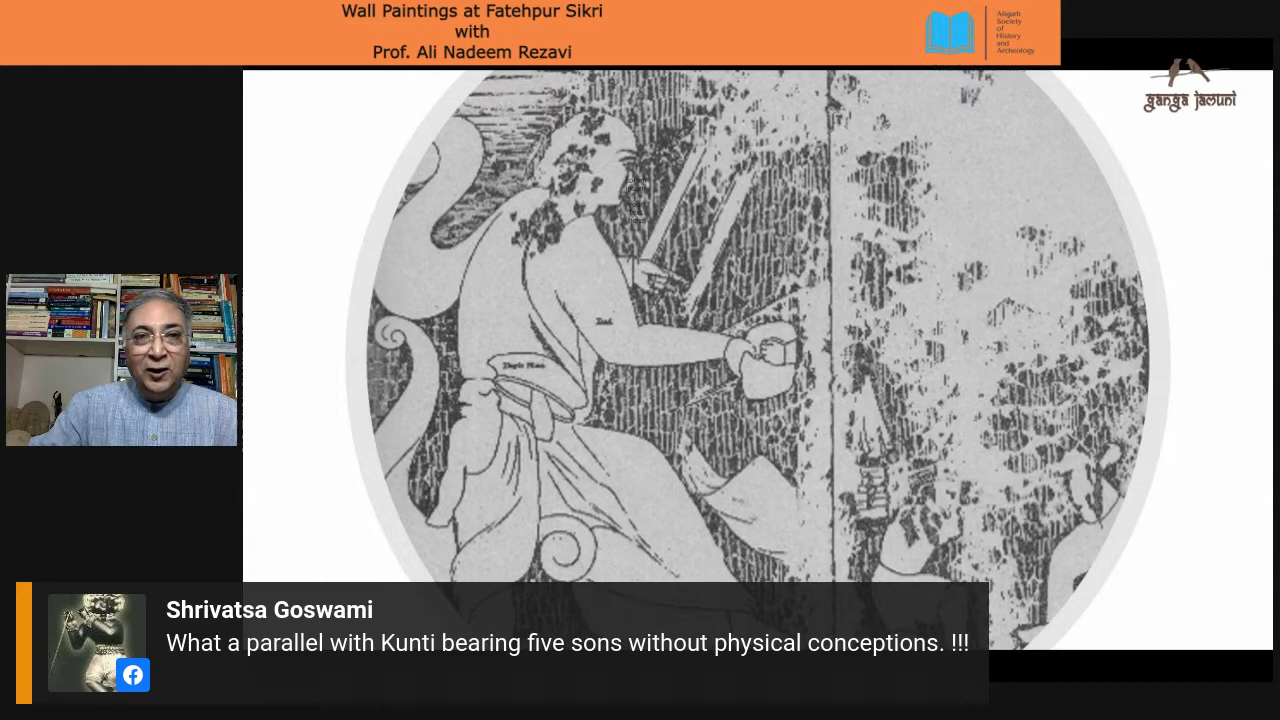 Wall Paintings at Fatehpur Sikri
with
Prof. Ali Nadeem Rezavi
Aligarh
Society
of
History
and
Archeology
ganga jamuni
Shrivatsa Goswami
What a parallel with Kunti bearing five sons without physical conceptions. !!!